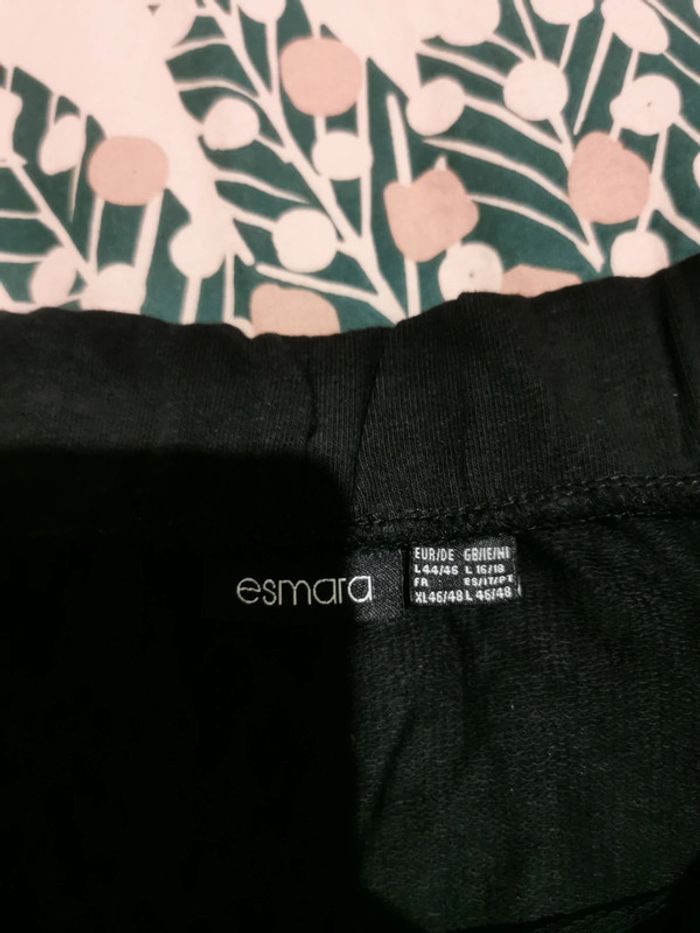 esmara
EUR/DE GB/IE/NI
L 44/46 L 16/18
FR ES/IT/PT
XL 46/48 L 46/48